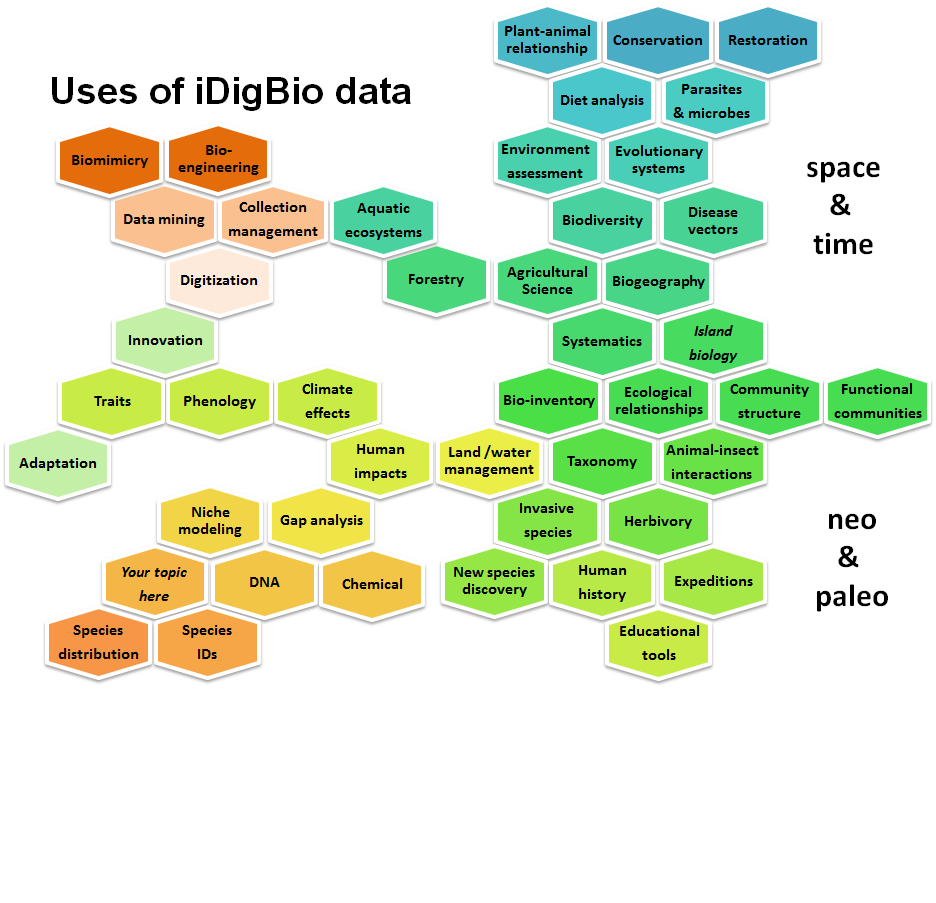 Plant-animal
relationship
Conservation
Restoration
Uses of iDigBio data
Diet analysis
Parasites
& microbes
Biomimicry
Bio-
engineering
Environment
assessment
Evolutionary
systems
space
&
time
Data mining
Collection
management
Aquatic
ecosystems
Biodiversity
Disease
vectors
Digitization
Forestry
Agricultural
Science
Biogeography
Innovation
Systematics
Island
biology
Traits
Phenology
Climate
effects
Bio-inventory
Ecological
relationships
Community
structure
Functional
communities
Adaptation
Human
impacts
Land /water
management
Taxonomy
Animal-insect
interactions
Niche
modeling
Gap analysis
Invasive
species
Herbivory
neo
&
paleo
Your topic
here
DNA
Chemical
New species
discovery
Human
history
Expeditions
Species
distribution
Species
IDs
Educational
tools